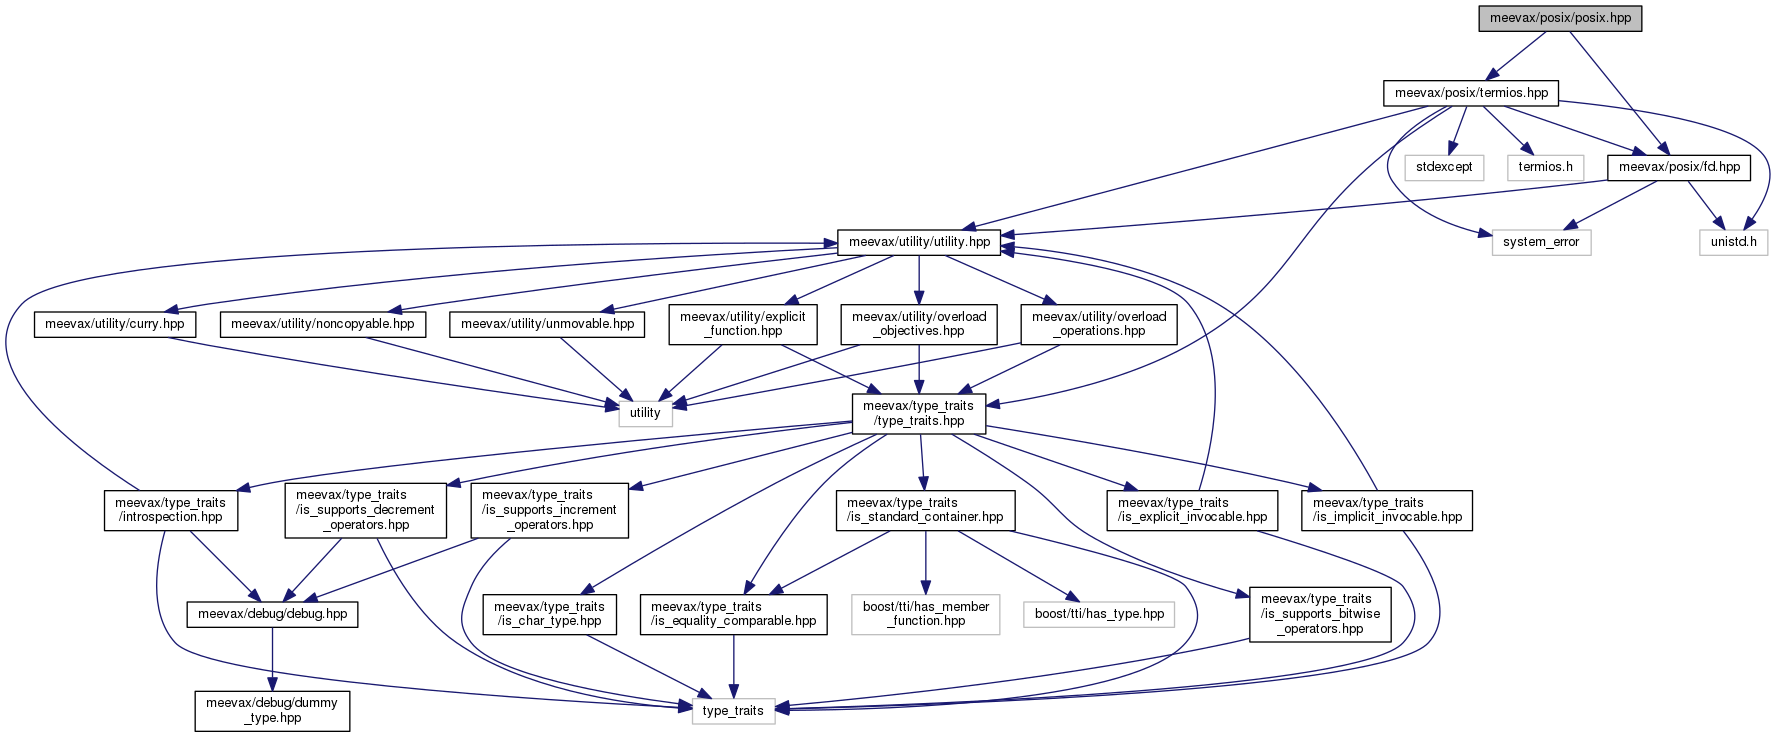 meevax/posix/posix.hpp
meevax/posix/termios.hpp
stdexcept
termios.h
meevax/posix/fd.hpp
meevax/utility/utility.hpp
system_error
unistd.h
meevax/utility/curry.hpp
meevax/utility/noncopyable.hpp
meevax/utility/unmovable.hpp
meevax/utility/explicit
_function.hpp
meevax/utility/overload
_objectives.hpp
meevax/utility/overload
_operations.hpp
utility
meevax/type_traits
/type_traits.hpp
meevax/type_traits
/introspection.hpp
meevax/type_traits
/is_supports_decrement
_operators.hpp
meevax/type_traits
/is_supports_increment
_operators.hpp
meevax/type_traits
/is_standard_container.hpp
meevax/type_traits
/is_explicit_invocable.hpp
meevax/type_traits
/is_implicit_invocable.hpp
meevax/debug/debug.hpp
meevax/type_traits
/is_char_type.hpp
meevax/type_traits
/is_equality_comparable.hpp
boost/tti/has_member
_function.hpp
boost/tti/has_type.hpp
meevax/type_traits
/is_supports_bitwise
_operators.hpp
meevax/debug/dummy
_type.hpp
type_traits